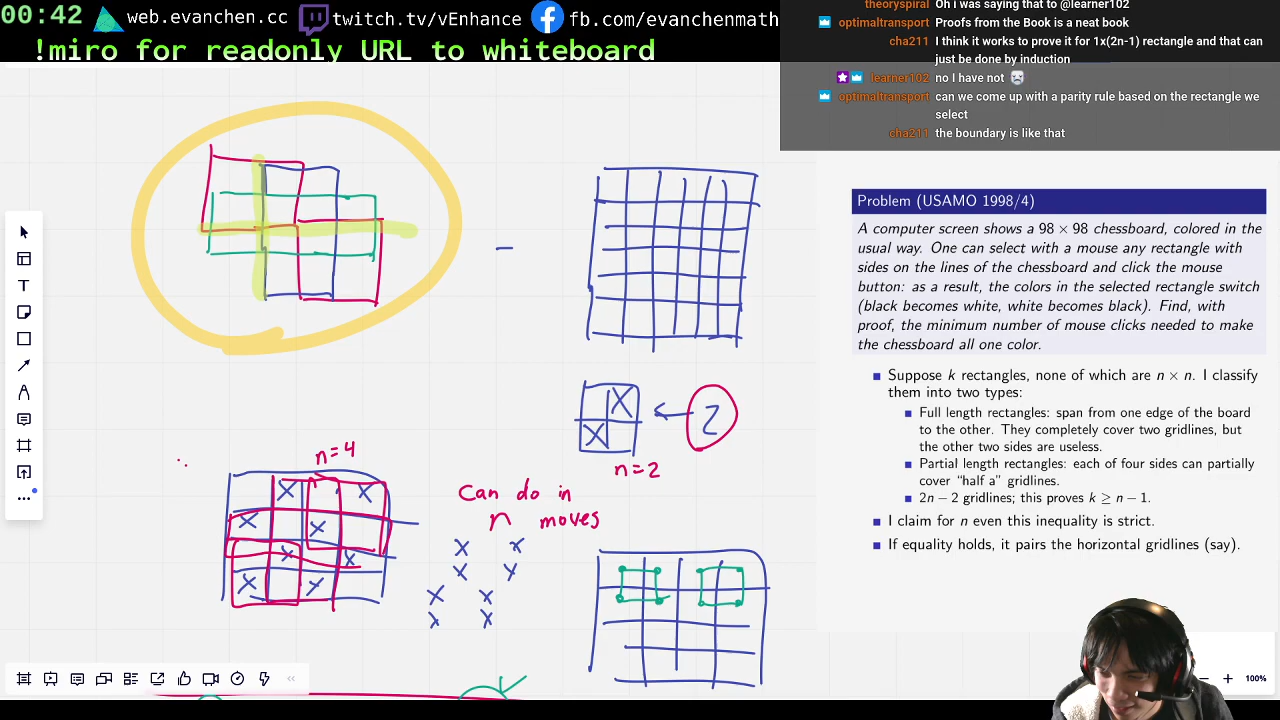 00:42
web.evanchen.cc
twitch.tv/vEnhance
fb.com/evanchenmath
!miro for readonly URL to whiteboard
theoryspiral Oh i was saying that to @learner102
optimaltransport Proofs from the Book is a neat book
cha211 I think it works to prove it for 1x(2n-1) rectangle and that can
just be done by induction
learner102 no I have not
optimaltransport can we come up with a parity rule based on the rectangle we
select
cha211 the boundary is like that
Problem (USAMO 1998/4)
A computer screen shows a 98 × 98 chessboard, colored in the
usual way. One can select with a mouse any rectangle with
sides on the lines of the chessboard and click the mouse
button: as a result, the colors in the selected rectangle switch
(black becomes white, white becomes black). Find, with
proof, the minimum number of mouse clicks needed to make
the chessboard all one color.
Suppose k rectangles, none of which are n × n. I classify
them into two types:
Full length rectangles: span from one edge of the board
to the other. They completely cover two gridlines, but
the other two sides are useless.
Partial length rectangles: each of four sides can partially
cover "half a" gridlines.
2n − 2 gridlines; this proves k ≥ n − 1.
I claim for n even this inequality is strict.
If equality holds, it pairs the horizontal gridlines (say).
2
n=2
n=4
Can do in
n moves
T
100%